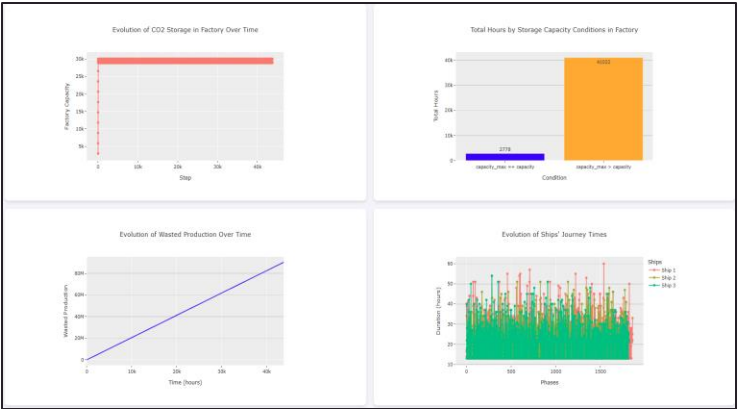 Evolution of CO2 Storage in Factory Over Time
30k
25k
20k
15k
10k
5k
Factory Capacity
0 10k 20k 30k 40k
Step
Total Hours by Storage Capacity Conditions in Factory
40k
30k
20k
10k
0
Total Hours
2778
capacity_max == capacity
capacity_max > capacity
Condition
Evolution of Wasted Production Over Time
80M
60M
40M
20M
0
Wasted Production
0 10k 20k 30k 40k
Time (hours)
Evolution of Ships' Journey Times
60
50
40
30
20
10
Duration (hours)
0 500 1000 1500
Phases
Ships
Ship 1
Ship 2
Ship 3